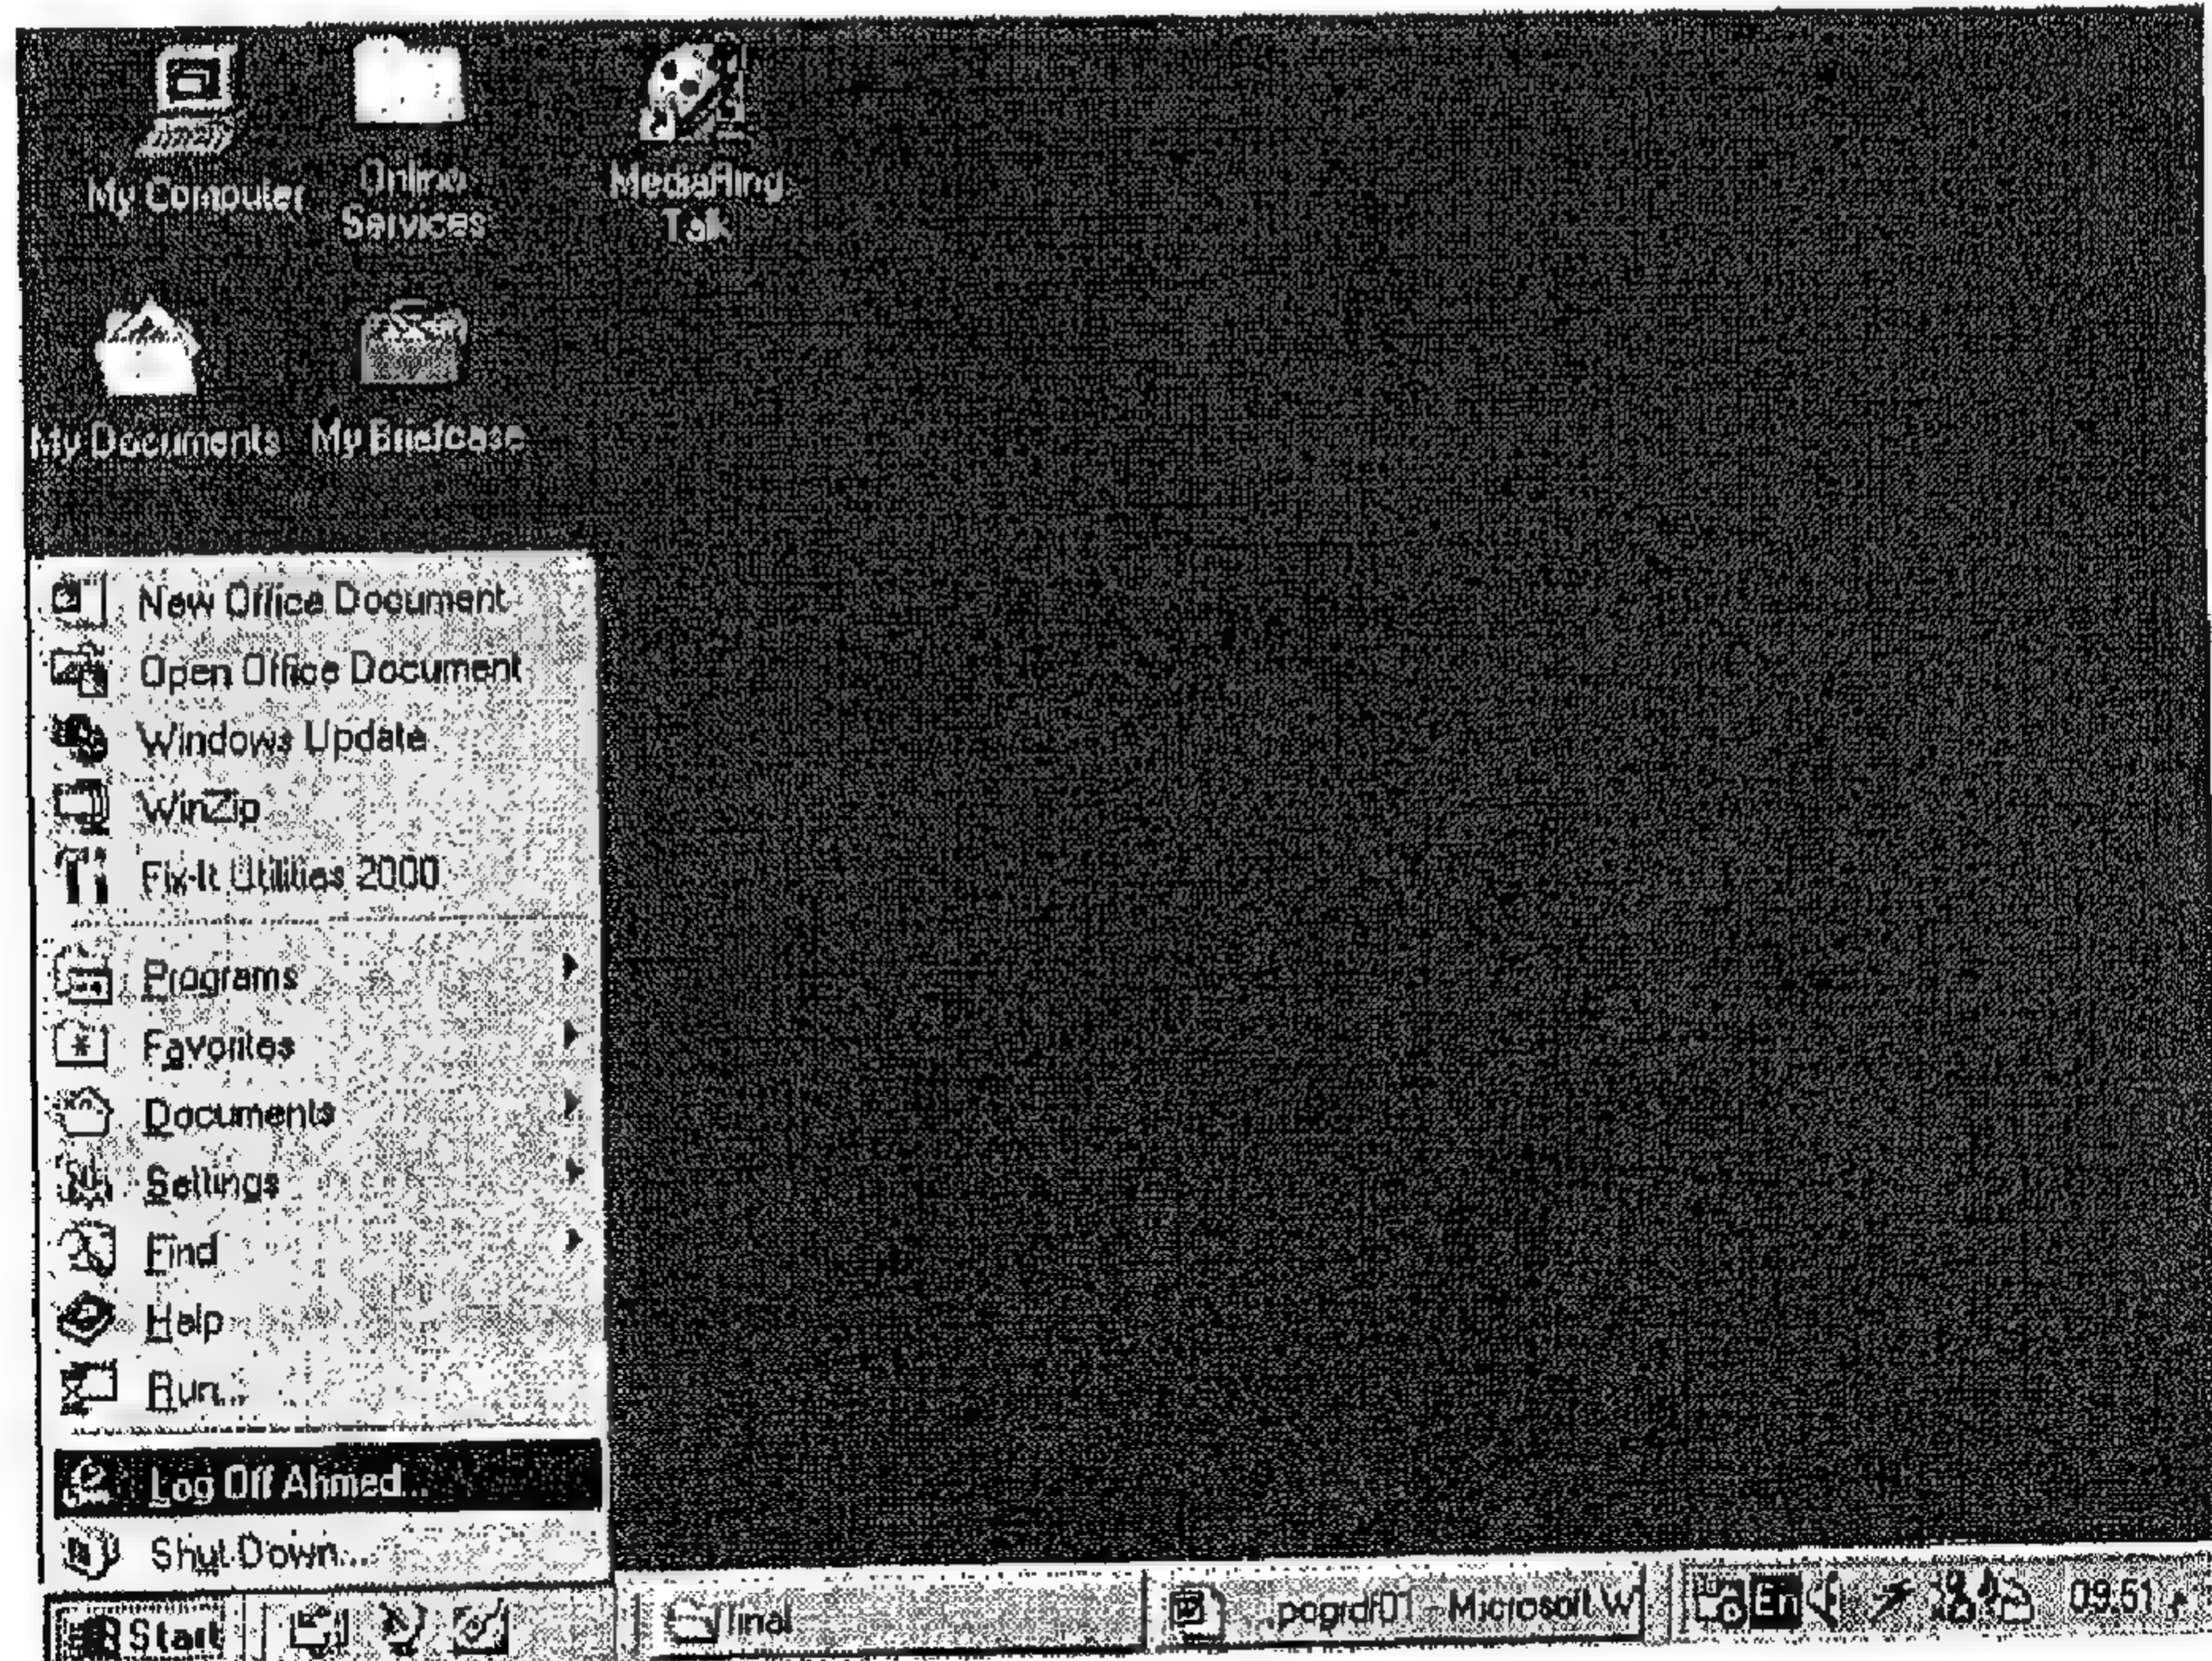 My Computer
Online
Services
MediaRing
Talk
My Documents
My Briefcase
New Office Document
Open Office Document
Windows Update
WinZip
Fix-It Utilities 2000
Programs
Favorites
Documents
Settings
Find
Help
Run...
Log Off Ahmed...
Shut Down...
Start
final
- Microsoft W
En
09:51 م